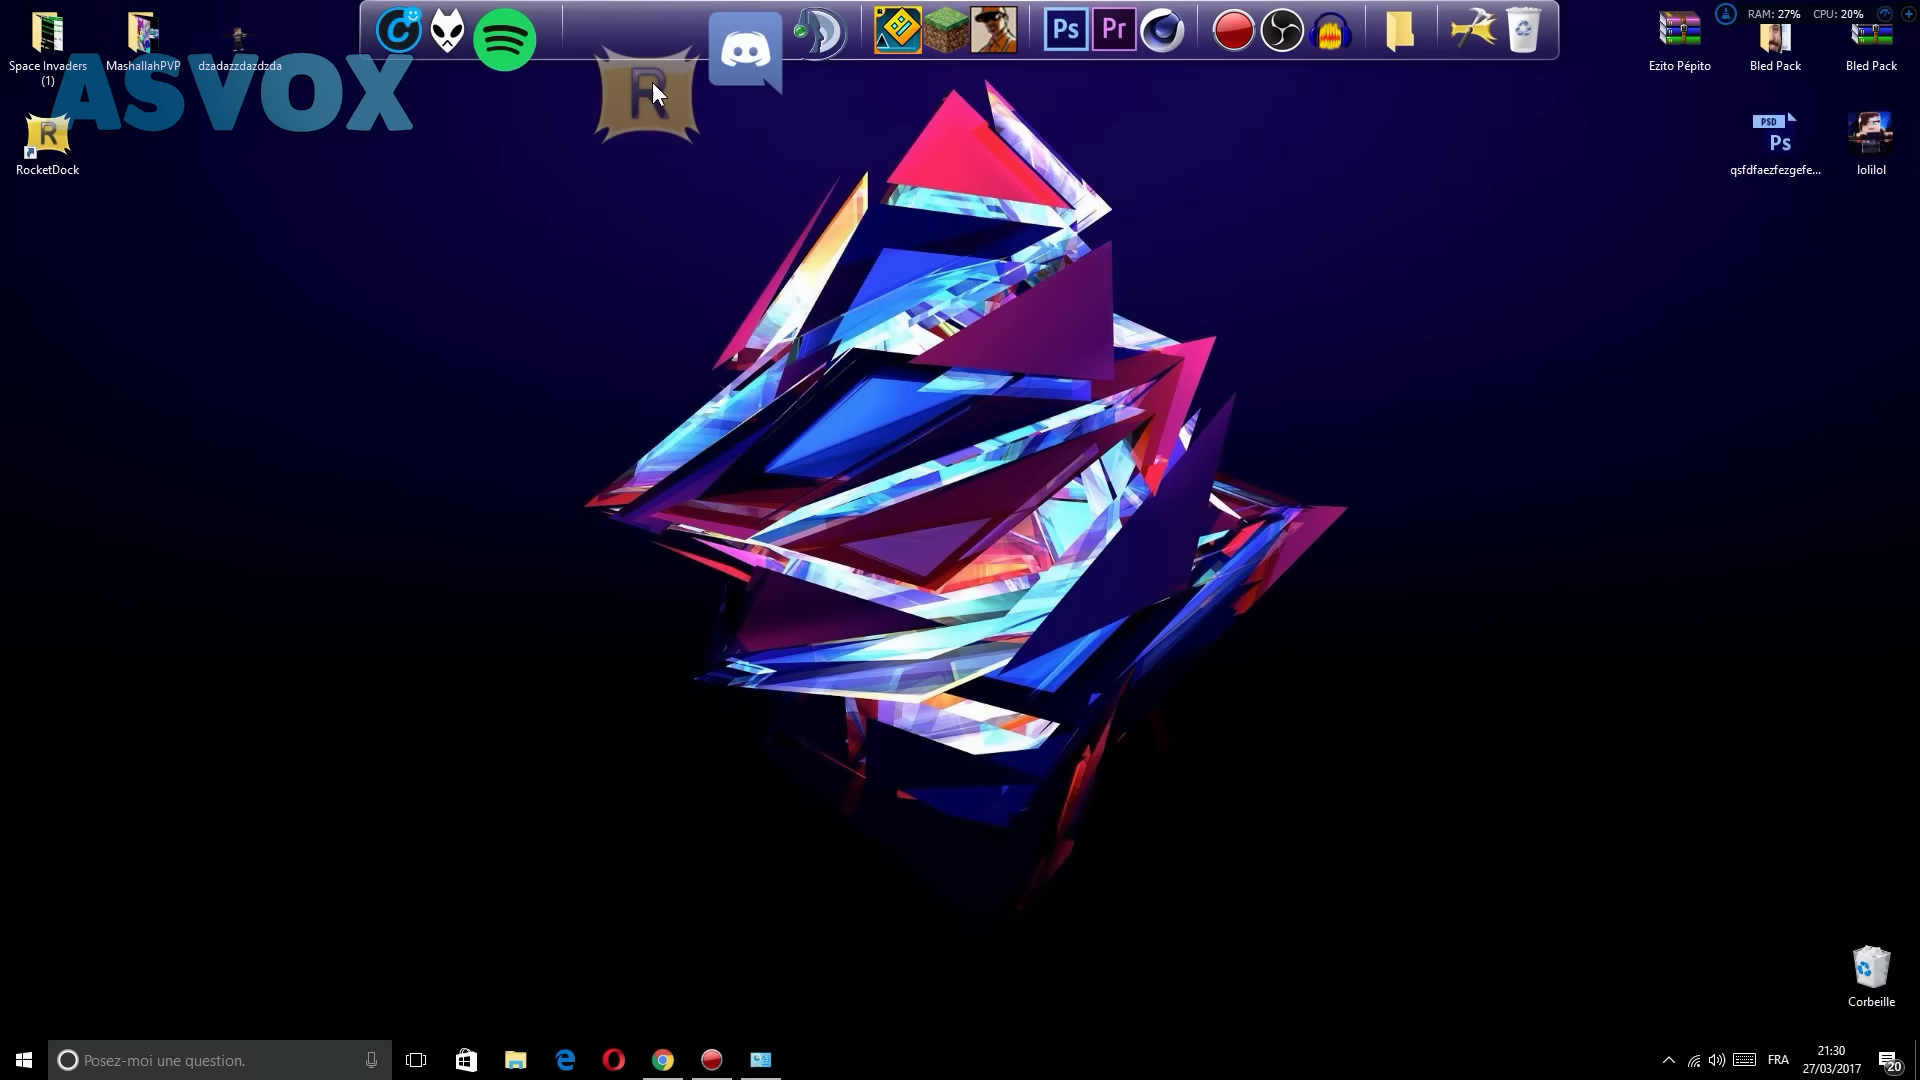 RAM: 27% CPU: 20%
Space Invaders
(1)
MashallahPVP
dzadazzdazdzda
ASVOX
R
Ps
Pr
Ezito Pépito
Bled Pack
Bled Pack
R
RocketDock
PSD
Ps
qsfdfaezfezgefe...
lolilol
Corbeille
Posez-moi une question.
FRA
21:30
27/03/2017
20